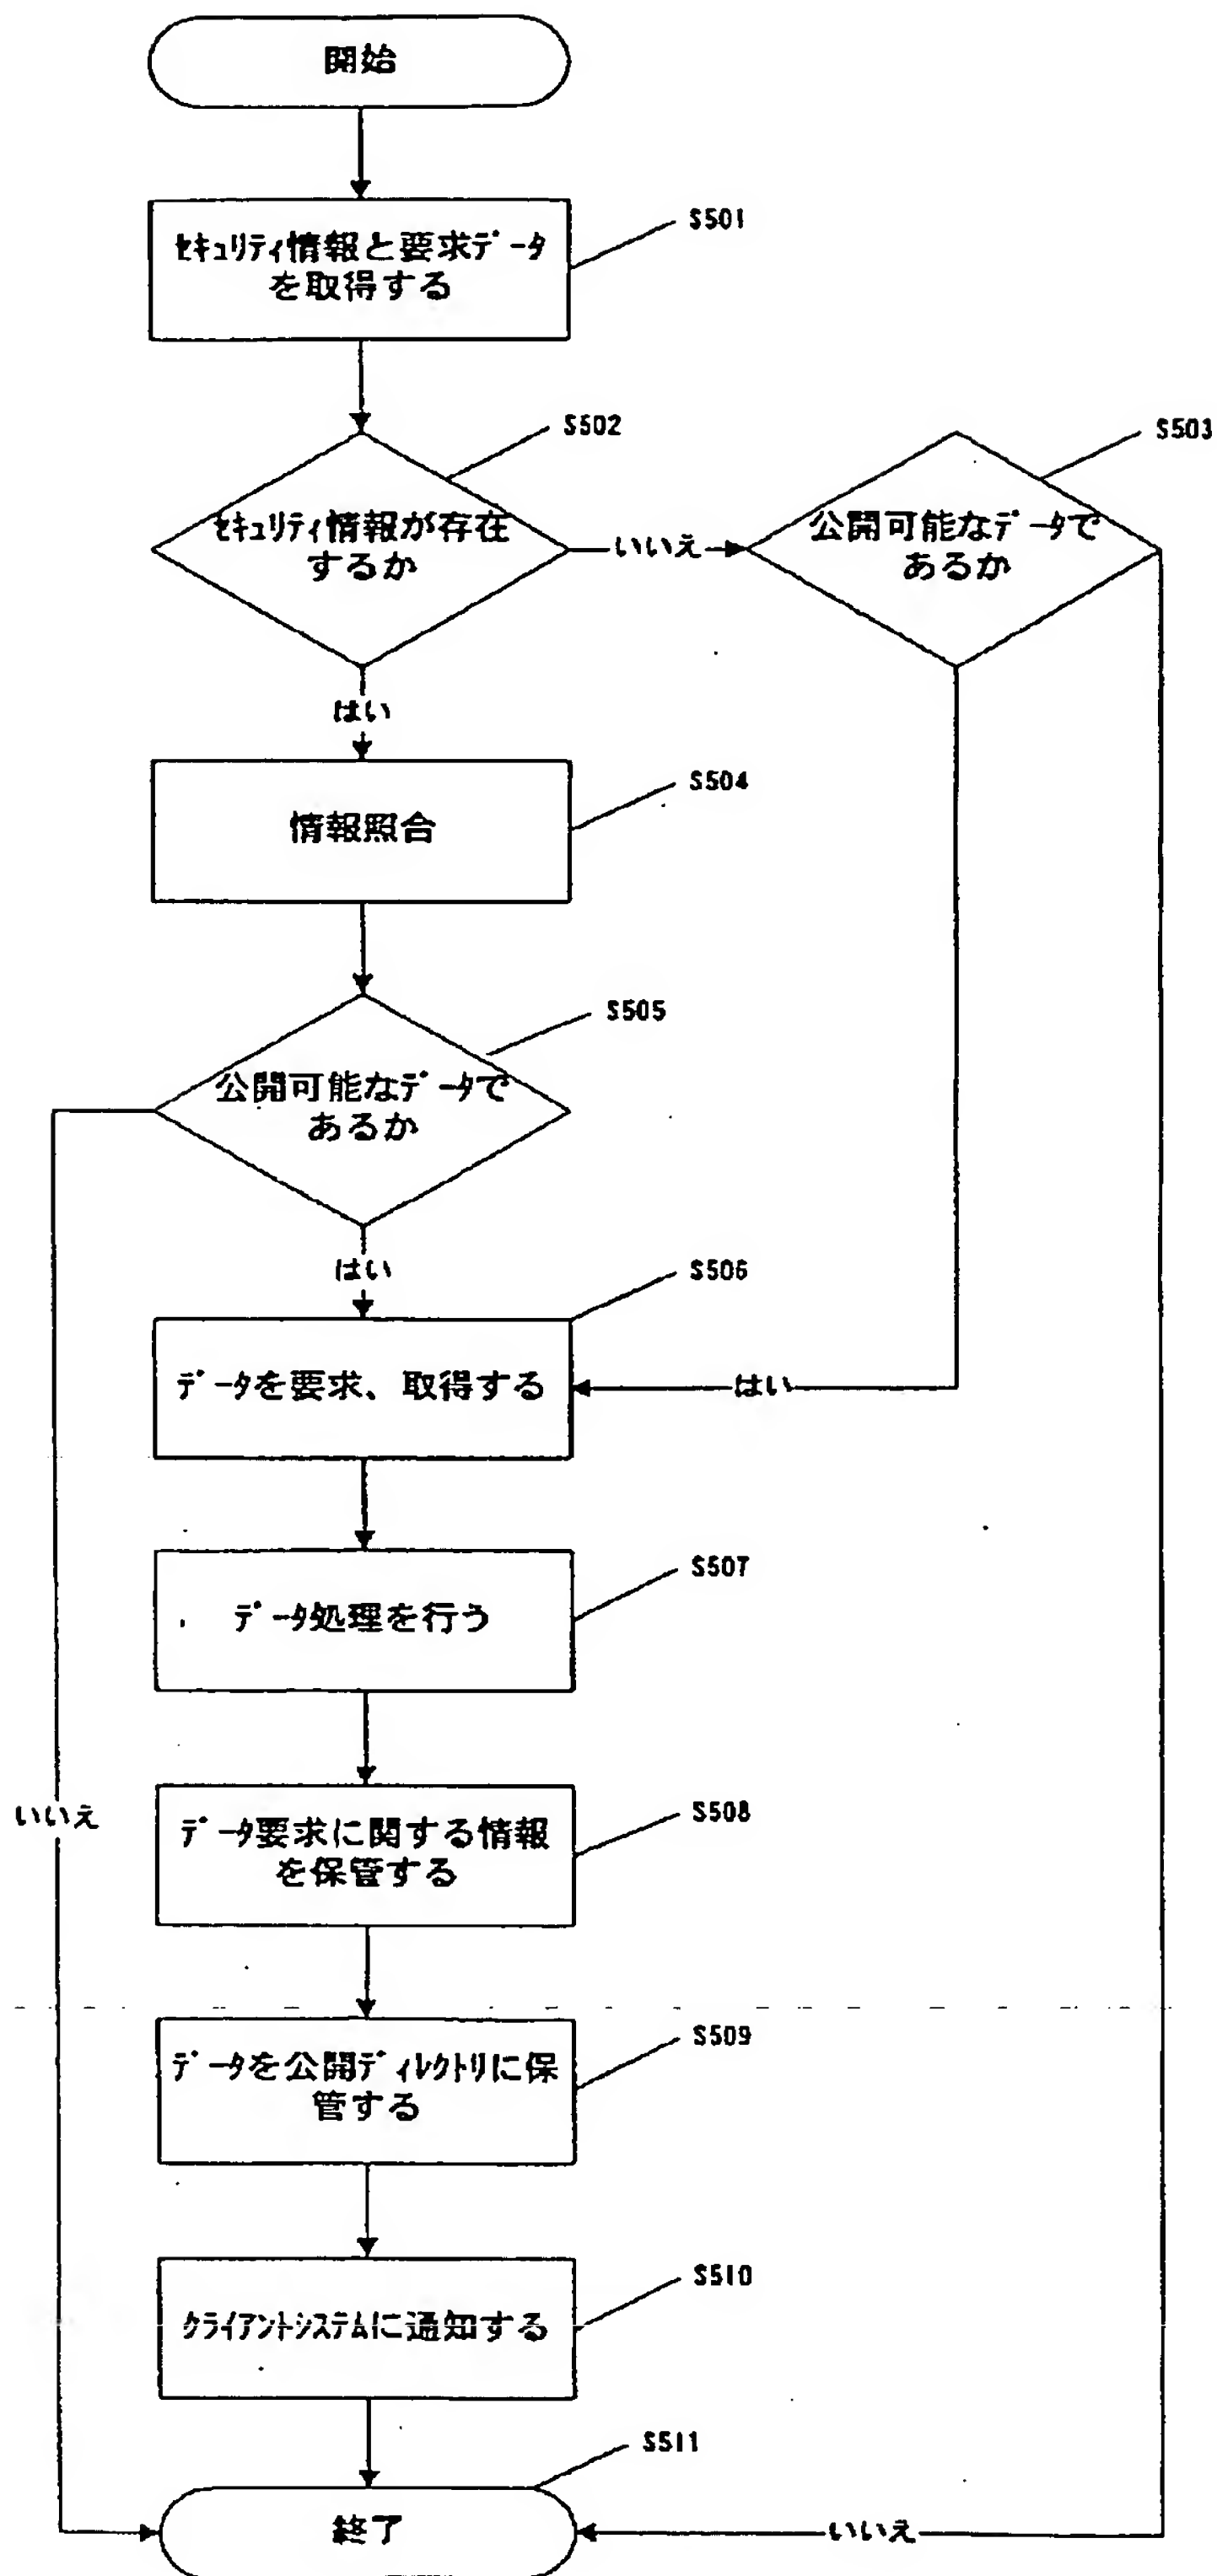 開始
S501
ｾｷｭﾘﾃｨ情報と要求ﾃﾞｰﾀ
を取得する
S502
S503
ｾｷｭﾘﾃｨ情報が存在
するか
いいえ
公開可能なﾃﾞｰﾀで
あるか
はい
S504
情報照合
S505
公開可能なﾃﾞｰﾀで
あるか
はい
S506
ﾃﾞｰﾀを要求、取得する
はい
S507
ﾃﾞｰﾀ処理を行う
いいえ
S508
ﾃﾞｰﾀ要求に関する情報
を保管する
S509
ﾃﾞｰﾀを公開ﾃﾞｨﾚｸﾄﾘに保
管する
S510
ｸﾗｲｱﾝﾄｼｽﾃﾑに通知する
S511
終了
いいえ